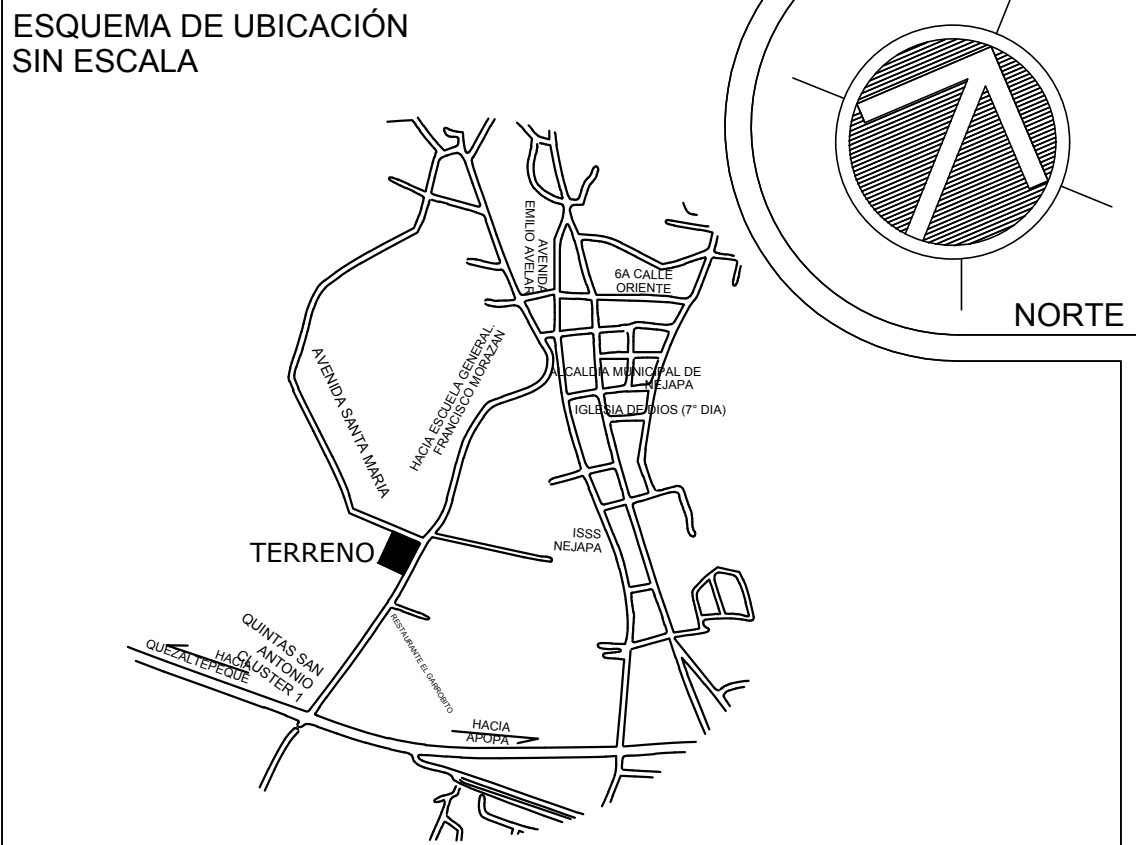 ESQUEMA DE UBICACIÓN
SIN ESCALA
NORTE
AVENIDA
EMILIO AVELAR
6A CALLE
ORIENTE
HACIA ESCUELA GENERAL.
FRANCISCO MORAZAN
AVENIDA SANTA MARIA
ALCALDIA MUNICIPAL DE
NEJAPA
IGLESIA DE DIOS (7° DIA)
ISSS
NEJAPA
TERRENO
QUINTAS SAN
ANTONIO
CLUSTER 1
HACIA
QUEZALTEPEQUE
RESTAURANTE EL GARROBITO
HACIA
APOPA